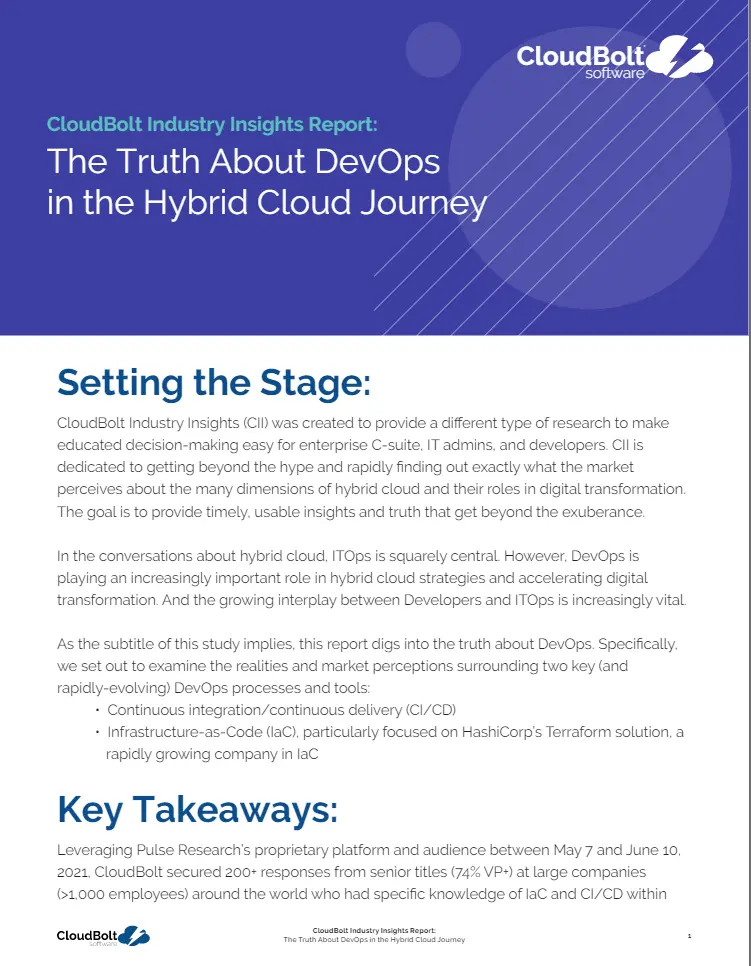 CloudBolt
software
CloudBolt Industry Insights Report:
The Truth About DevOps
in the Hybrid Cloud Journey
Setting the Stage:
CloudBolt Industry Insights (CII) was created to provide a different type of research to make
educated decision-making easy for enterprise C-suite, IT admins, and developers. CII is
dedicated to getting beyond the hype and rapidly finding out exactly what the market
perceives about the many dimensions of hybrid cloud and their roles in digital transformation.
The goal is to provide timely, usable insights and truth that get beyond the exuberance.
In the conversations about hybrid cloud, ITOps is squarely central. However, DevOps is
playing an increasingly important role in hybrid cloud strategies and accelerating digital
transformation. And the growing interplay between Developers and ITOps is increasingly vital.
As the subtitle of this study implies, this report digs into the truth about DevOps. Specifically,
we set out to examine the realities and market perceptions surrounding two key (and
rapidly-evolving) DevOps processes and tools:
• Continuous integration/continuous delivery (CI/CD)
• Infrastructure-as-Code (IaC), particularly focused on HashiCorp's Terraform solution, a
rapidly growing company in IaC
Key Takeaways:
Leveraging Pulse Research's proprietary platform and audience between May 7 and June 10,
2021, CloudBolt secured 200+ responses from senior titles (74% VP+) at large companies
(>1,000 employees) around the world who had specific knowledge of IaC and CI/CD within
CloudBolt
software
CloudBolt Industry Insights Report:
The Truth About DevOps in the Hybrid Cloud Journey
1